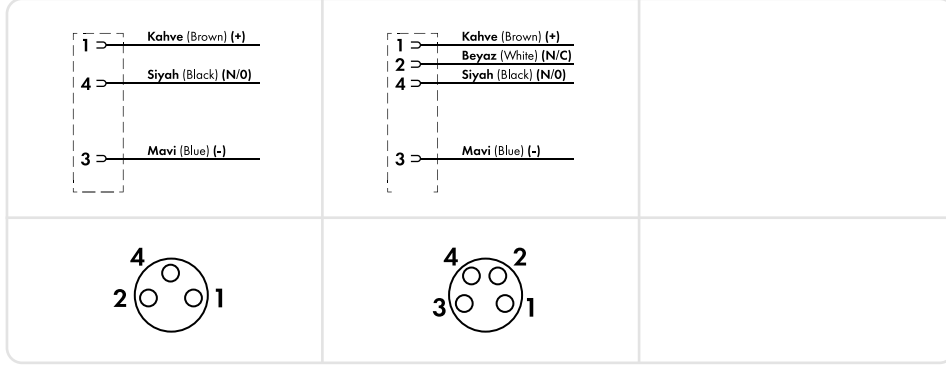 1 Kahve (Brown) (+)
4 Siyah (Black) (N/0)
3 Mavi (Blue) (-)
1 Kahve (Brown) (+)
2 Beyaz (White) (N/C)
4 Siyah (Black) (N/0)
3 Mavi (Blue) (-)
4
2 1
4 2
3 1